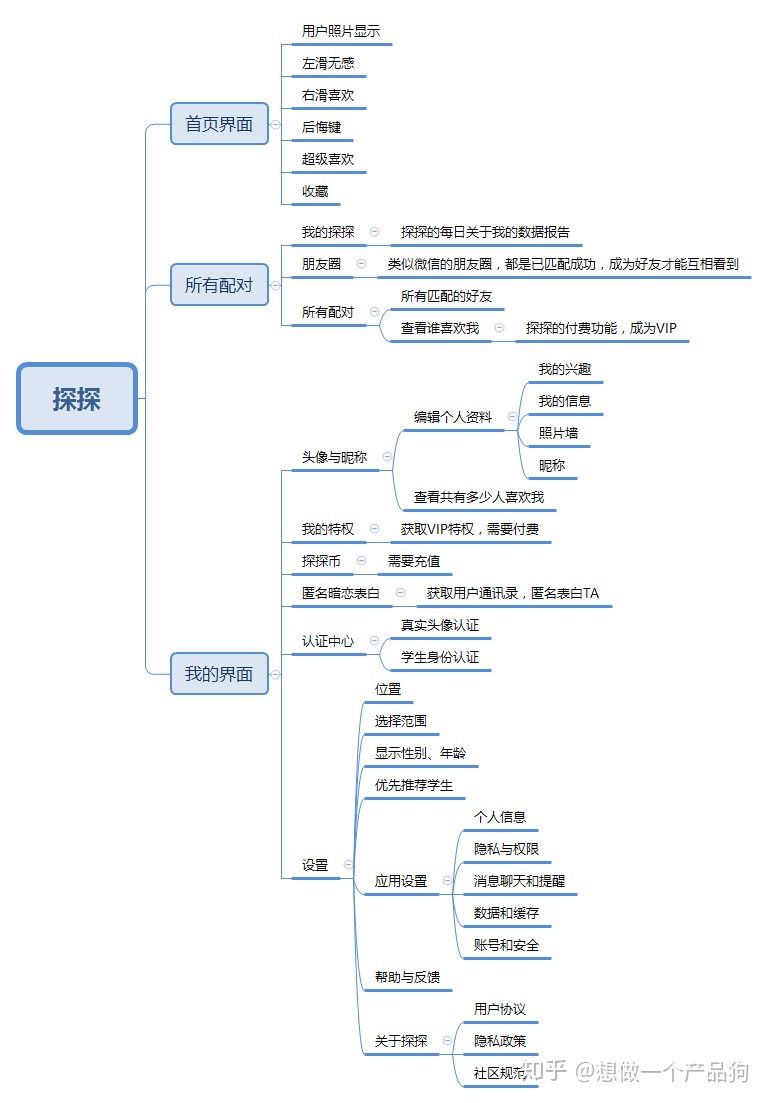 探探
首页界面
用户照片显示
左滑无感
右滑喜欢
后悔键
超级喜欢
收藏
所有配对
我的探探
探探的每日关于我的数据报告
朋友圈
类似微信的朋友圈，都是已匹配成功，成为好友才能互相看到
所有配对
所有匹配的好友
查看谁喜欢我
探探的付费功能，成为VIP
我的界面
头像与昵称
编辑个人资料
我的兴趣
我的信息
照片墙
昵称
查看共有多少人喜欢我
我的特权
获取VIP特权，需要付费
探探币
需要充值
匿名暗恋表白
获取用户通讯录，匿名表白TA
认证中心
真实头像认证
学生身份认证
设置
位置
选择范围
显示性别、年龄
优先推荐学生
应用设置
个人信息
隐私与权限
消息聊天和提醒
数据和缓存
账号和安全
帮助与反馈
关于探探
用户协议
隐私政策
社区规范
知乎 @想做一个产品狗